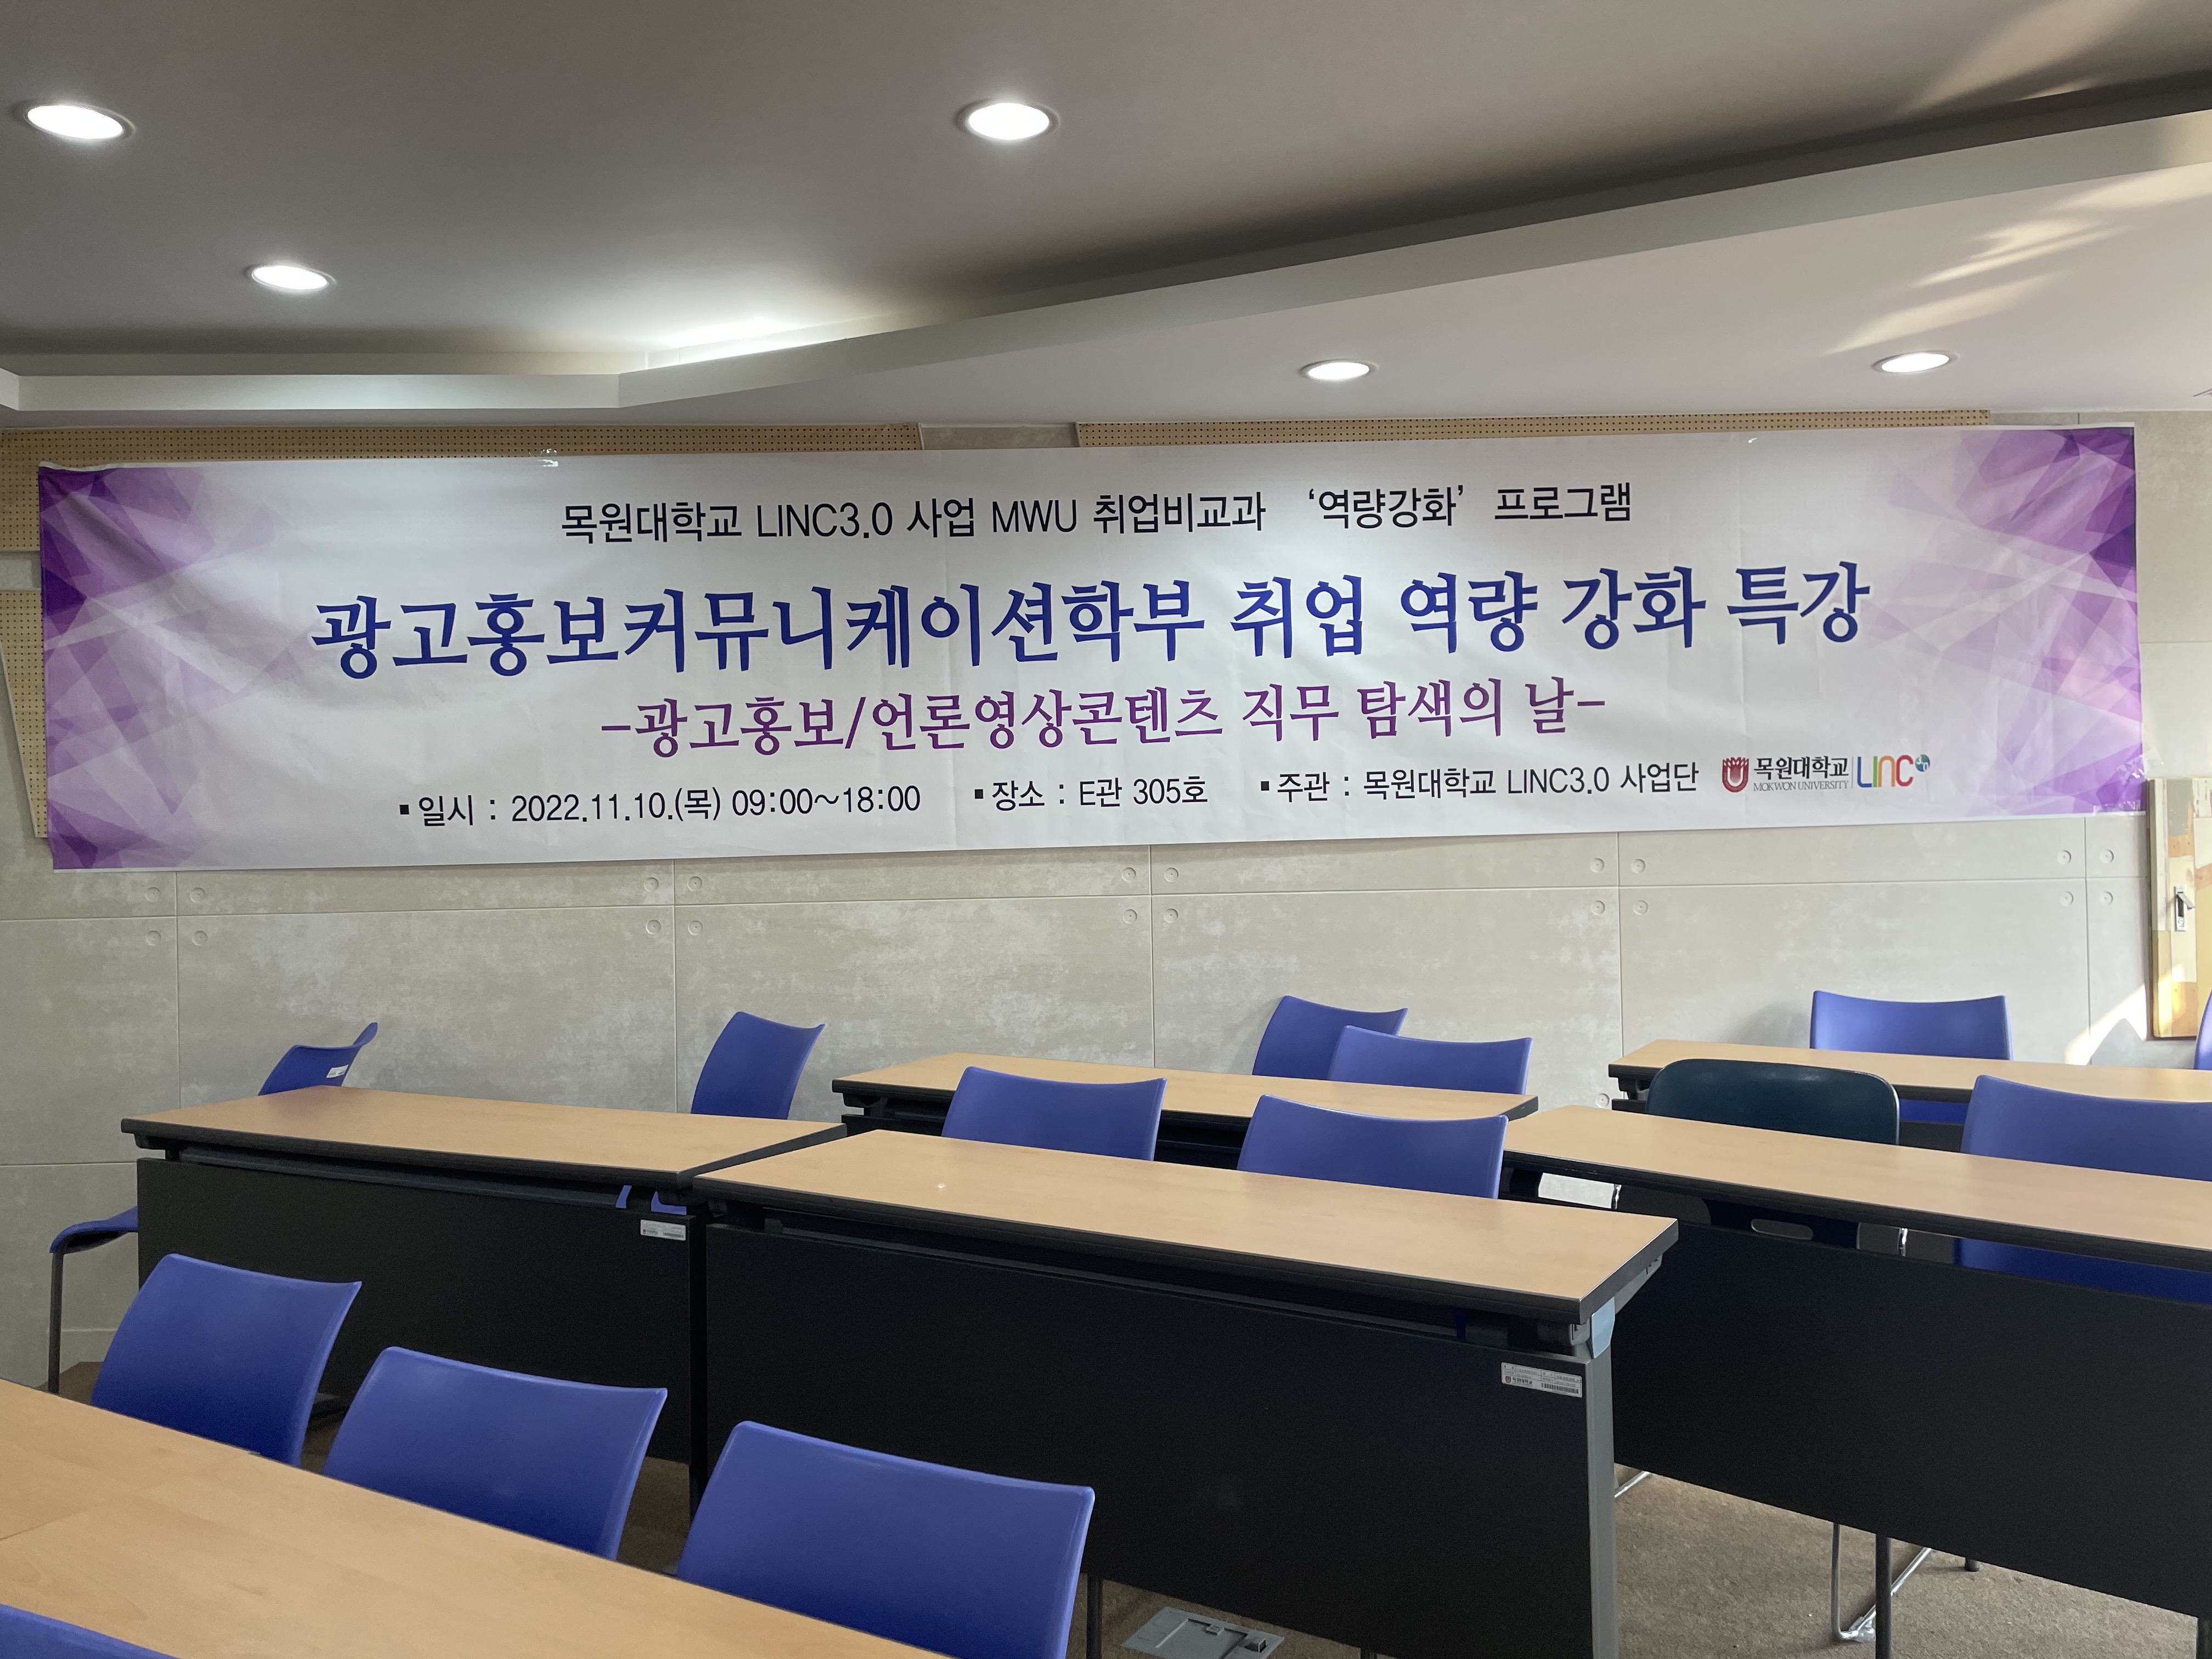 목원대학교 LINC3.0 사업 MWU 취업비교과 ‘역량강화’ 프로그램
광고홍보커뮤니케이션학부 취업 역량 강화 특강
-광고홍보/언론영상콘텐츠 직무 탐색의 날-
▪일시 : 2022.11.10.(목) 09:00~18:00 ▪장소 : E관 305호 ▪주관 : 목원대학교 LINC3.0 사업단
목원대학교 LINC
MOKWON UNIVERSITY